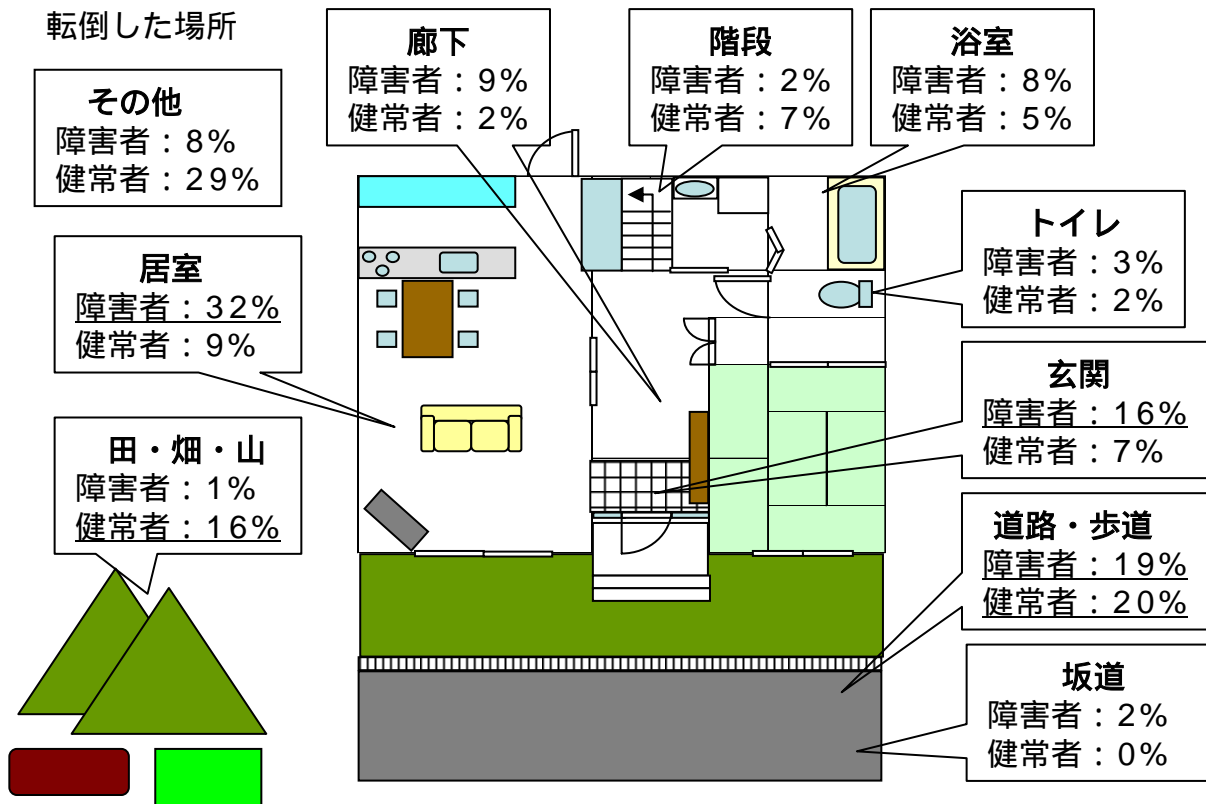 転倒した場所
その他
障害者：8%
健常者：29%
廊下
障害者：9%
健常者：2%
階段
障害者：2%
健常者：7%
浴室
障害者：8%
健常者：5%
居室
障害者：32%
健常者：9%
トイレ
障害者：3%
健常者：2%
玄関
障害者：16%
健常者：7%
田・畑・山
障害者：1%
健常者：16%
道路・歩道
障害者：19%
健常者：20%
坂道
障害者：2%
健常者：0%